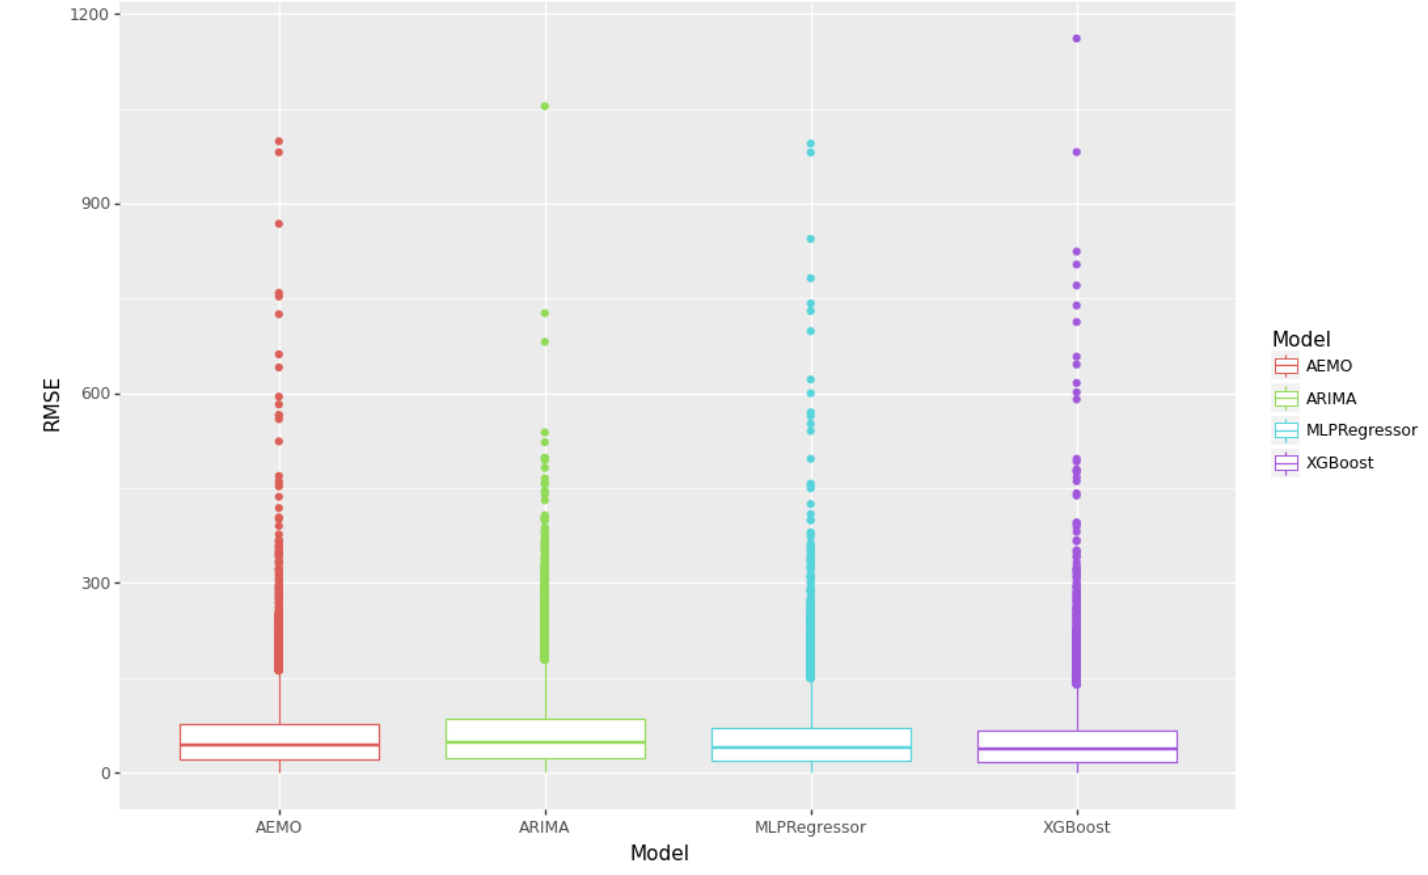 1200
900
600
300
0
RMSE
AEMO
ARIMA
MLPRegressor
XGBoost
Model
Model
AEMO
ARIMA
MLPRegressor
XGBoost